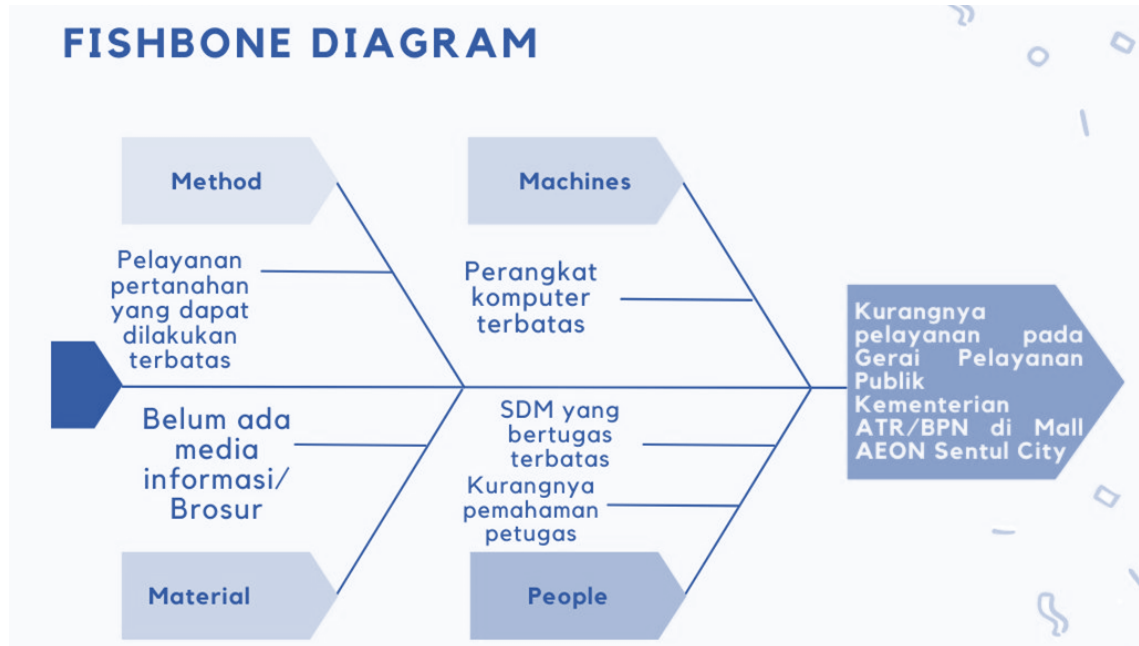 FISHBONE DIAGRAM
Method
Machines
Pelayanan
pertanahan
yang dapat
dilakukan
terbatas
Perangkat
komputer
terbatas
Kurangnya
pelayanan pada
Gerai Pelayanan
Publik
Kementerian
ATR/BPN di Mall
AEON Sentul City
Belum ada
media
informasi/
Brosur
SDM yang
bertugas
terbatas
Kurangnya
pemahaman
petugas
Material
People